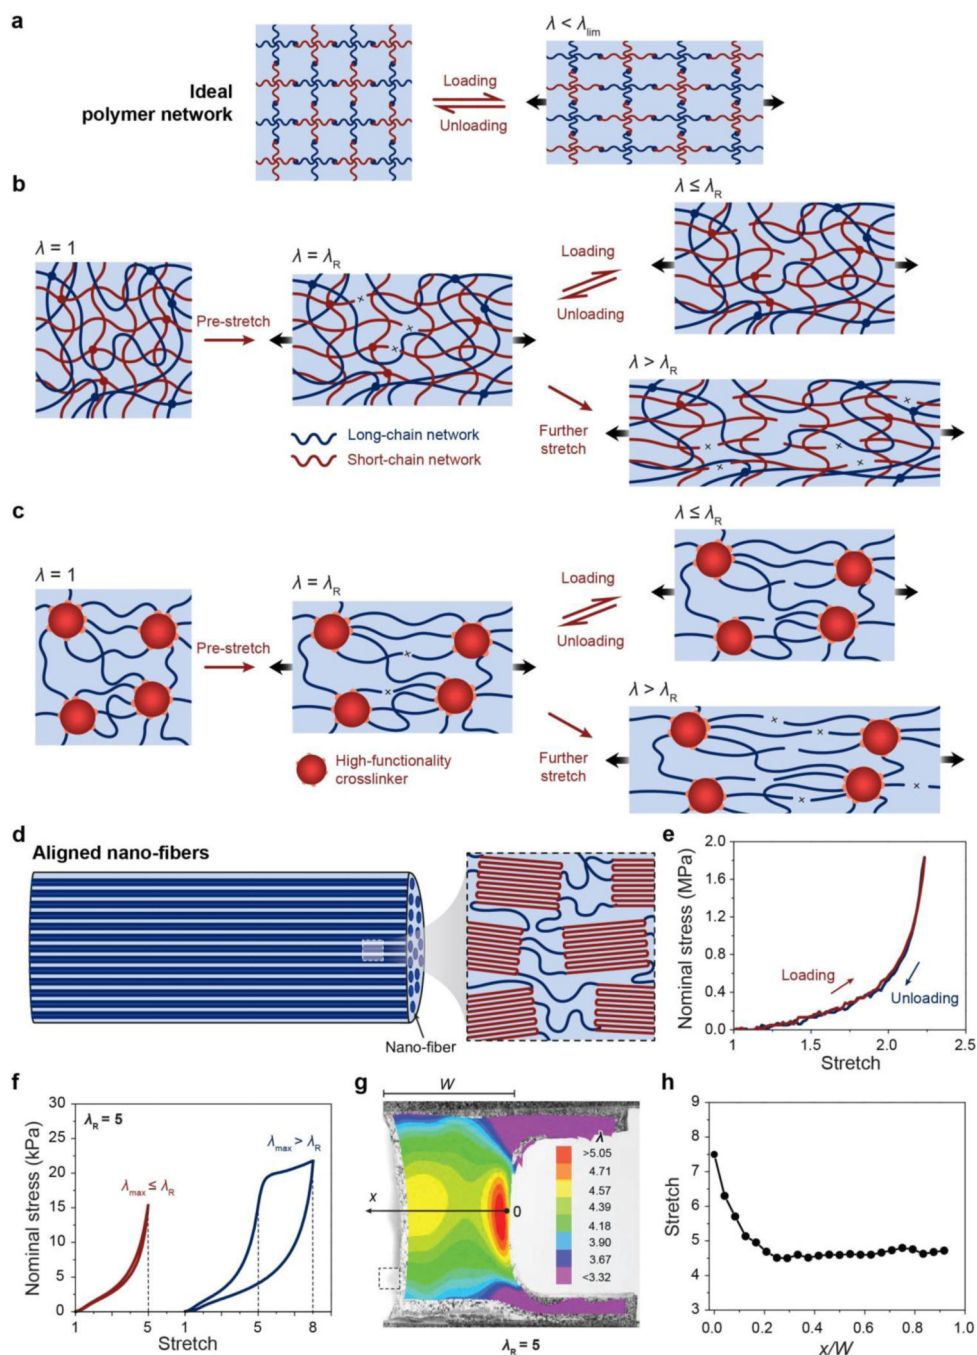 a
Ideal
polymer network
Loading
Unloading
λ < λlim
b
λ = 1
Pre-stretch
λ = λR
Loading
Unloading
λ ≤ λR
Further
stretch
λ > λR
Long-chain network
Short-chain network
c
λ = 1
Pre-stretch
λ = λR
Loading
Unloading
λ ≤ λR
Further
stretch
λ > λR
High-functionality
crosslinker
d
Aligned nano-fibers
Nano-fiber
e
Nominal stress (MPa)
2.0
1.6
1.2
0.8
0.4
0.0
Loading
Unloading
1 1.5 2.0 2.5
Stretch
f
Nominal stress (kPa)
30
25
20
15
10
5
0
λR = 5
λmax ≤ λR
λmax > λR
1 5 1 5 8
Stretch
g
W
x
0
λ
>5.05
4.71
4.57
4.39
4.18
3.90
3.67
<3.32
λR = 5
h
Stretch
9
8
7
6
5
4
3
0.0 0.2 0.4 0.6 0.8 1.0
x/W